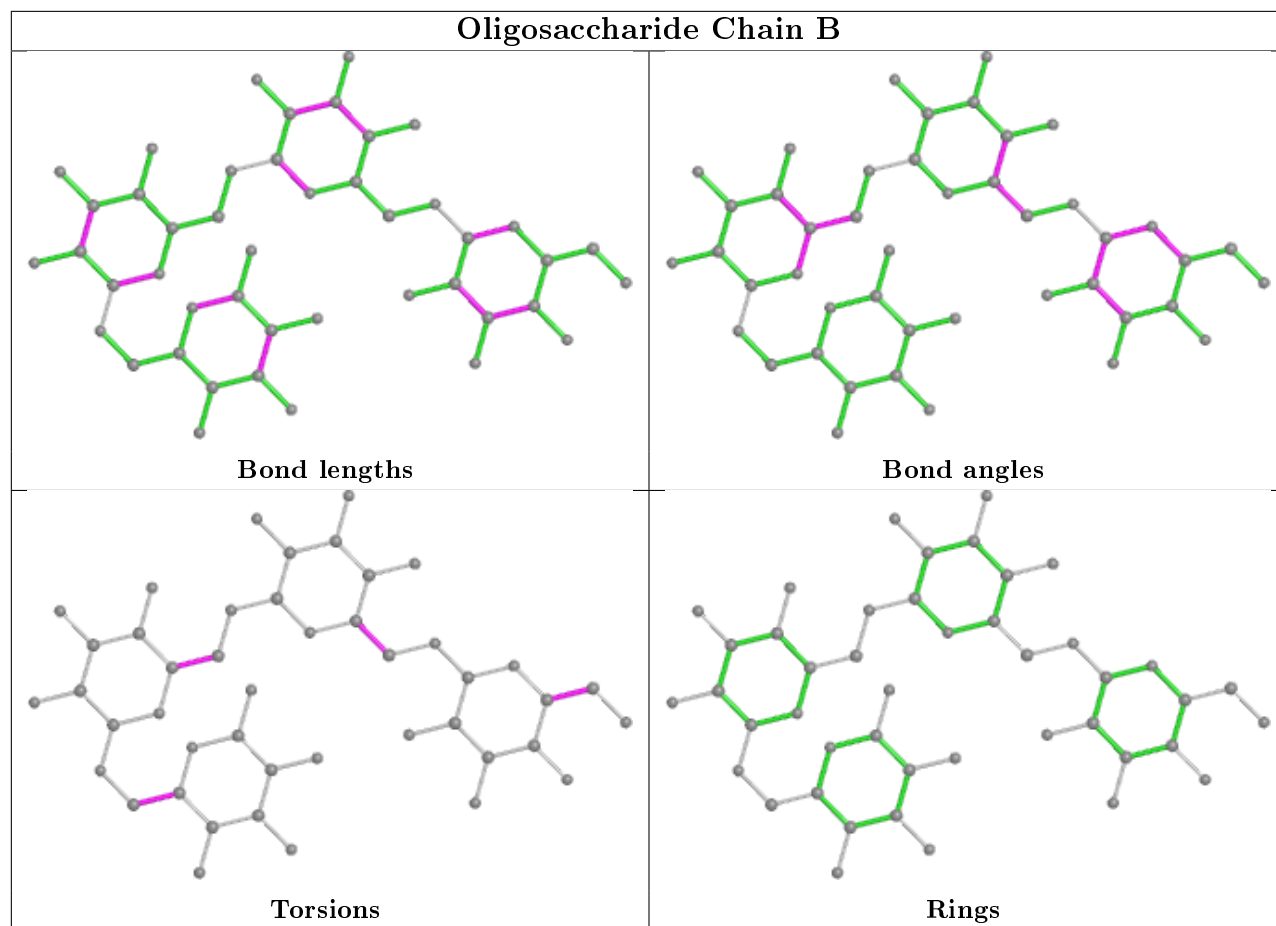 Oligosaccharide Chain B
Bond lengths
Bond angles
Torsions
Rings